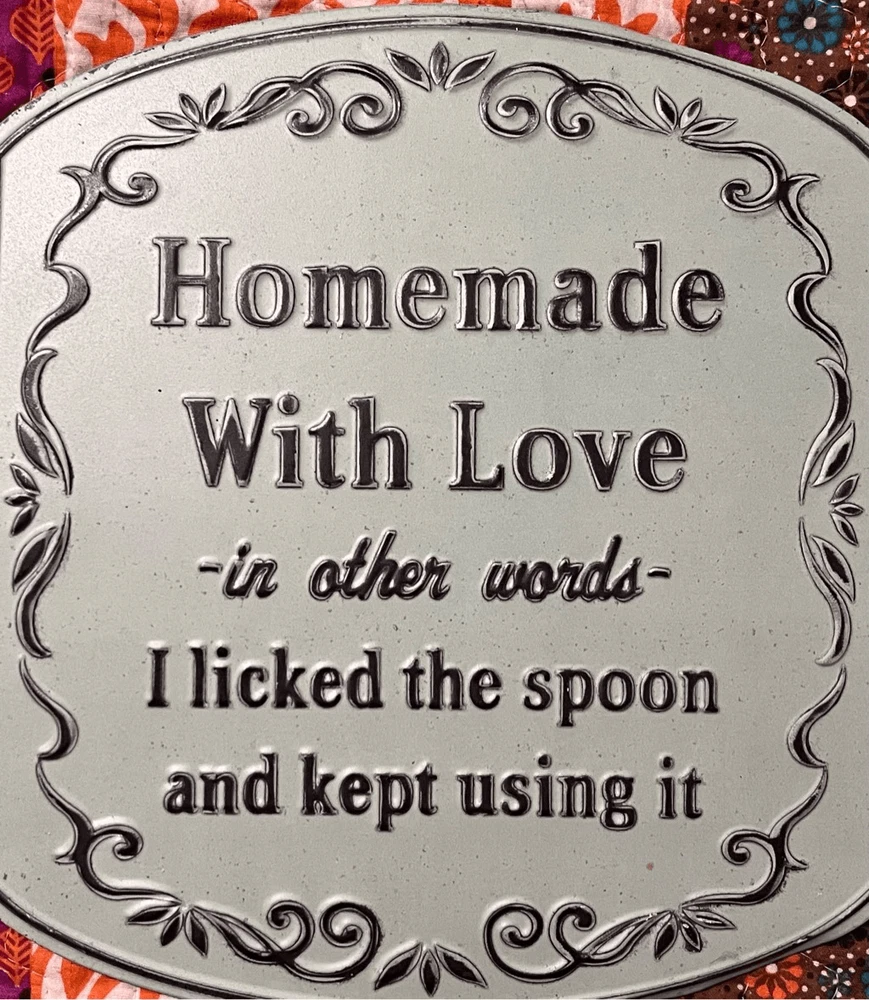 Homemade
With Love
-in other words-
I licked the spoon
and kept using it